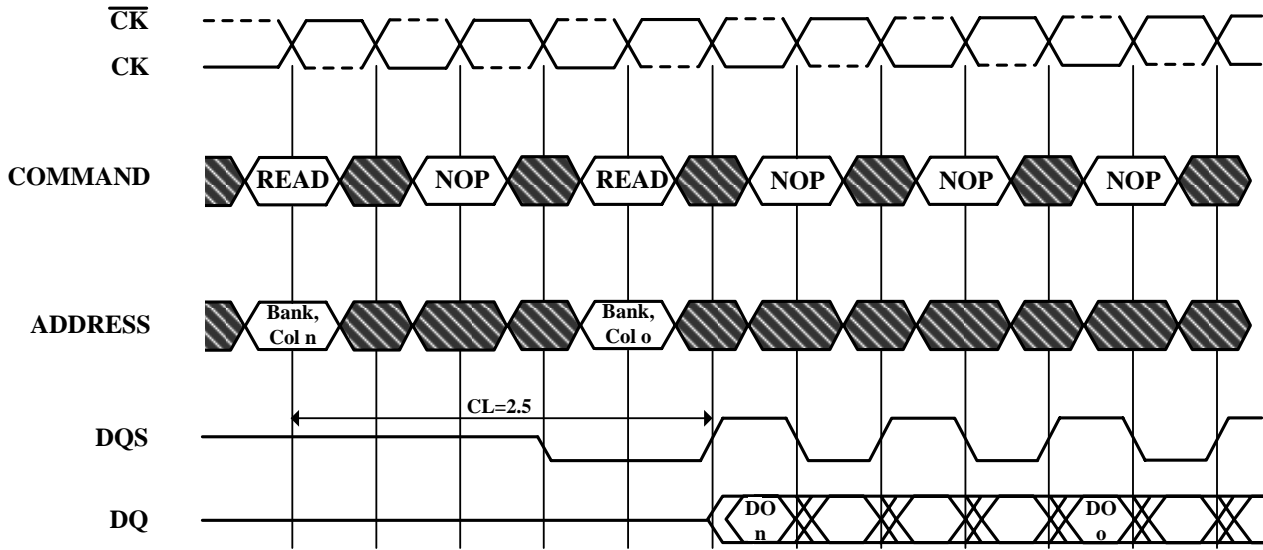 CK
CK
COMMAND READ NOP READ NOP NOP NOP
ADDRESS Bank, Col n Bank, Col o
CL=2.5
DQS
DQ DO n DO o